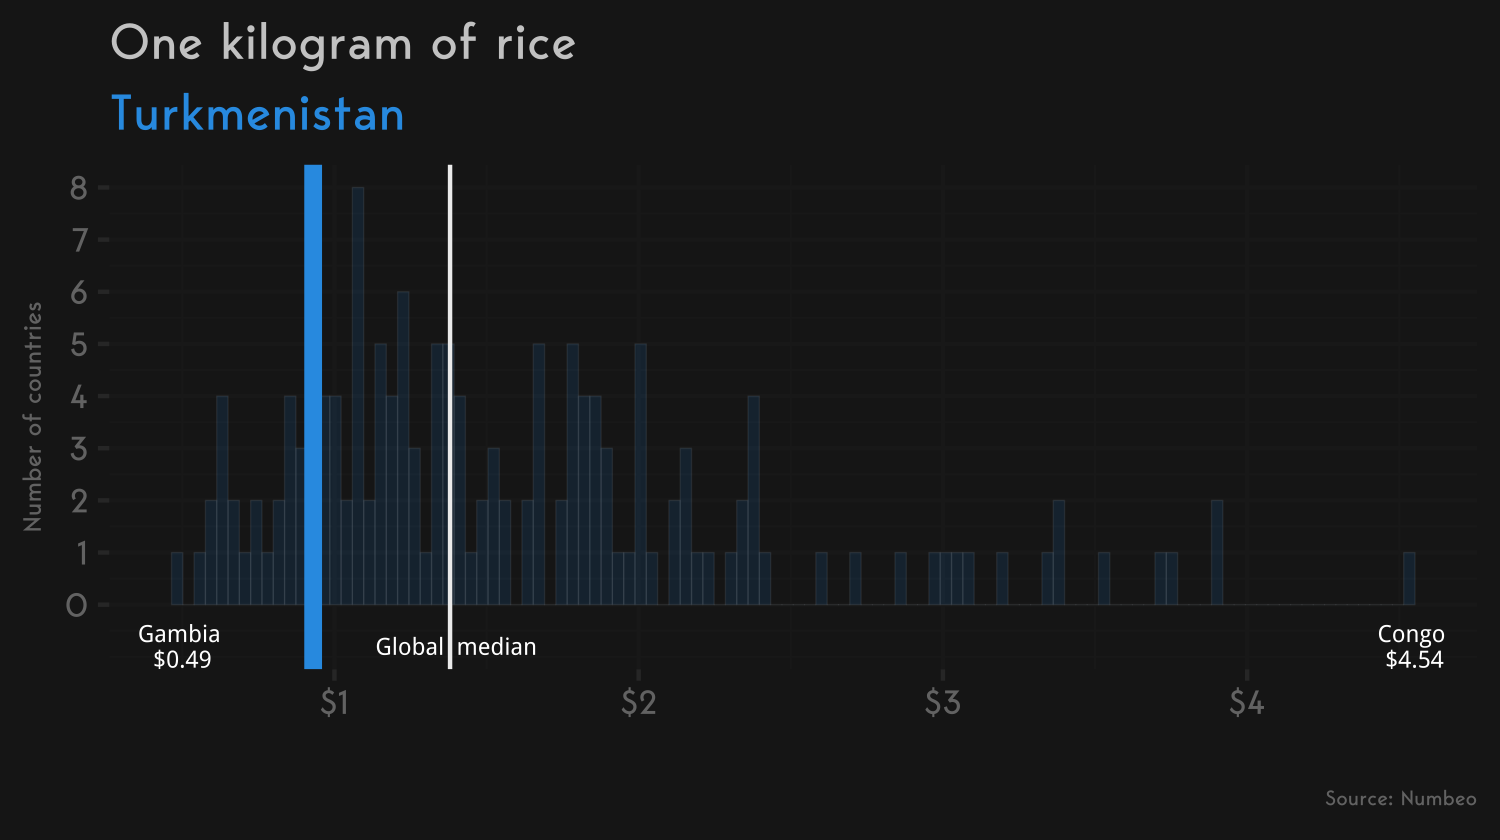 One kilogram of rice
Turkmenistan
Number of countries
8
7
6
5
4
3
2
1
0
Gambia
$0.49
Global median
Congo
$4.54
$1
$2
$3
$4
Source: Numbeo